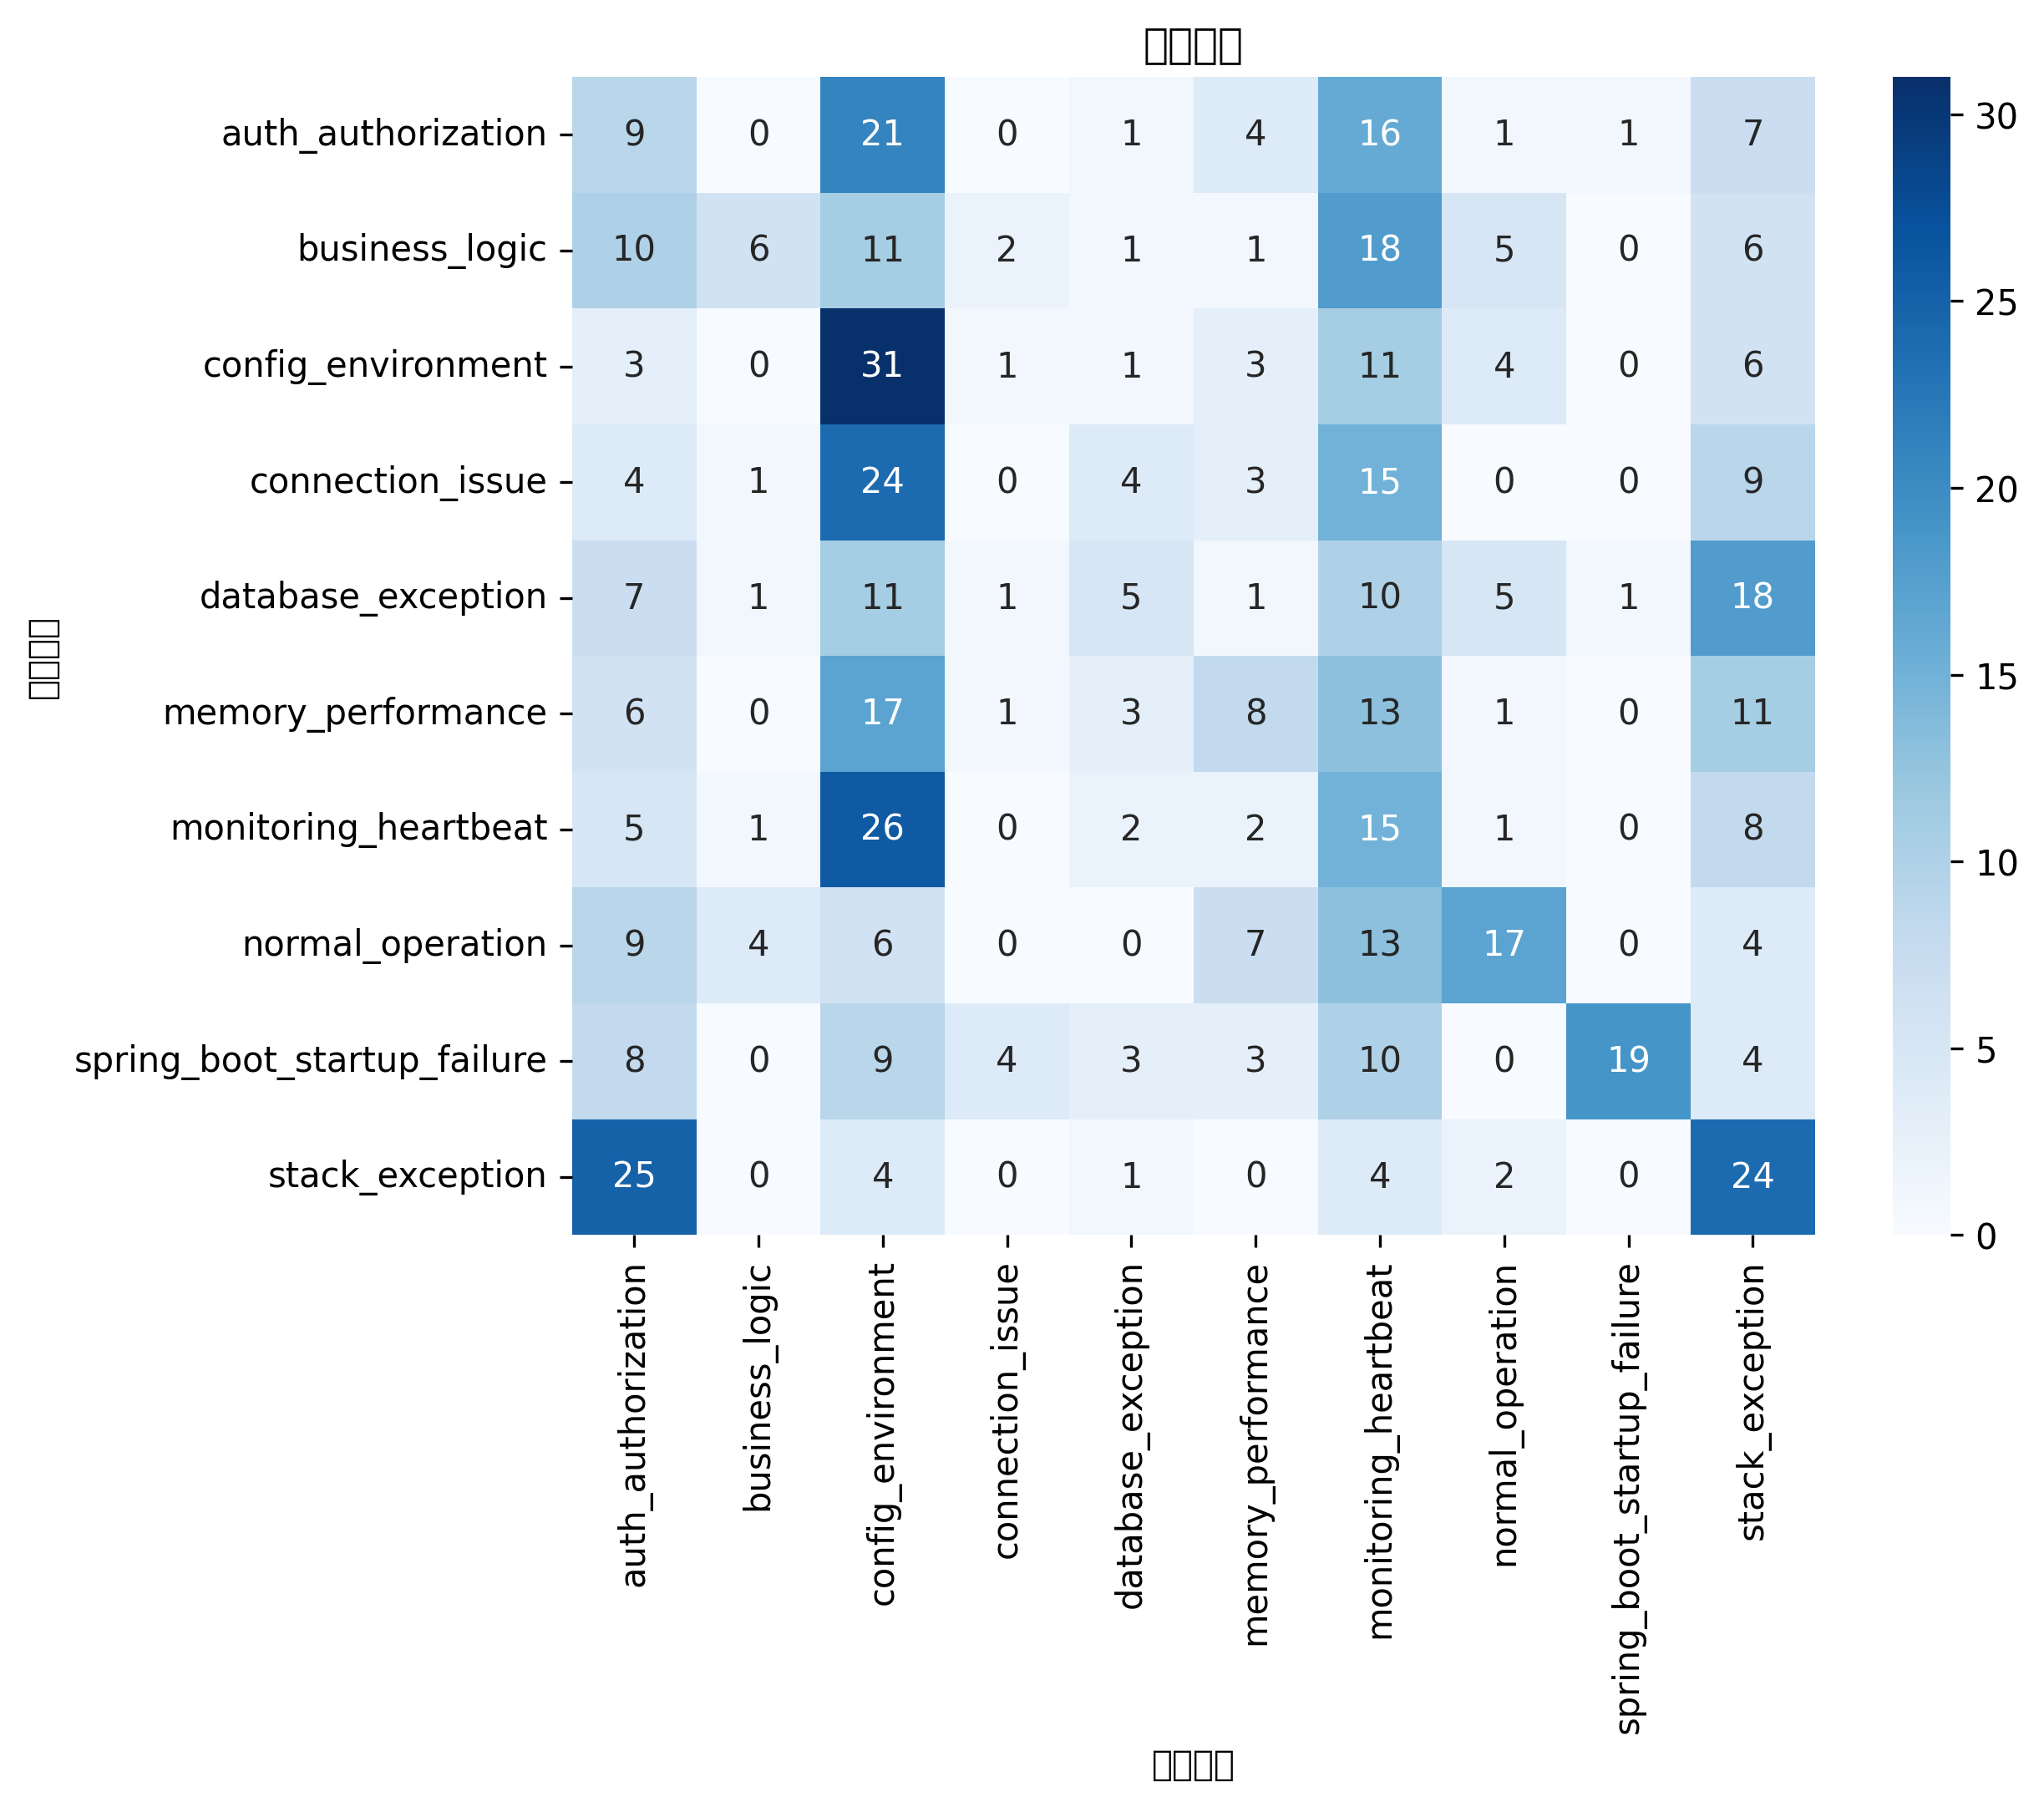 auth_authorization 9 0 21 0 1 4 16 1 1 7
business_logic 10 6 11 2 1 1 18 5 0 6
config_environment 3 0 31 1 1 3 11 4 0 6
connection_issue 4 1 24 0 4 3 15 0 0 9
database_exception 7 1 11 1 5 1 10 5 1 18
memory_performance 6 0 17 1 3 8 13 1 0 11
monitoring_heartbeat 5 1 26 0 2 2 15 1 0 8
normal_operation 9 4 6 0 0 7 13 17 0 4
spring_boot_startup_failure 8 0 9 4 3 3 10 0 19 4
stack_exception 25 0 4 0 1 0 4 2 0 24
auth_authorization
business_logic
config_environment
connection_issue
database_exception
memory_performance
monitoring_heartbeat
normal_operation
spring_boot_startup_failure
stack_exception
30
25
20
15
10
5
0